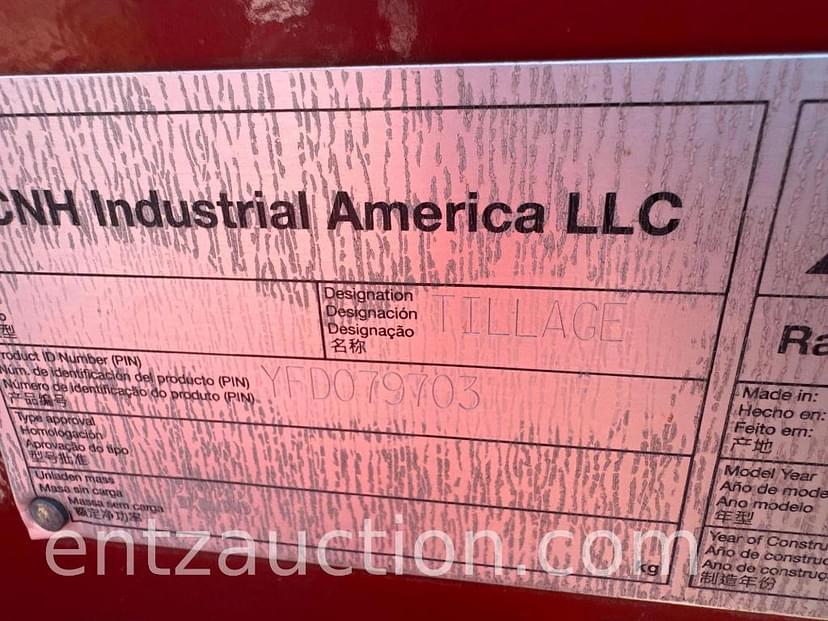 CNH Industrial America LLC
Designation
Designación
Designação
名称
TILLAGE
型
Product ID Number (PIN)
Núm. de identificación del producto (PIN)
Número de identificação do produto (PIN)
产品编号
YFD079703
Type approval
Homologación
Aprovação do tipo
型号批准
Unladen mass
Masa sin carga
Massa sem carga
额定净功率
kg
Ra
Made in:
Hecho en:
Feito em:
产地
Model Year
Año de mode
Ano modelo
年型
Year of Constru
Año de construc
Ano de construç
制造年份
entzauction.com